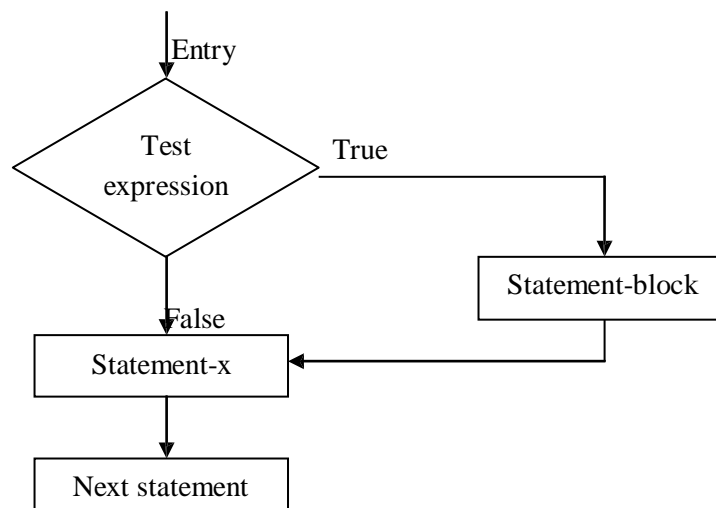 Entry
Test
expression
True
Statement-block
False
Statement-x
Next statement